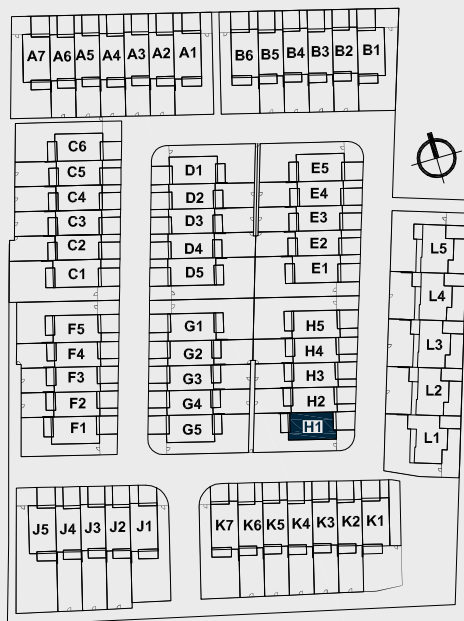 A7 A6 A5 A4 A3 A2 A1
B6 B5 B4 B3 B2 B1
C6
C5
C4
C3
C2
C1
D1
D2
D3
D4
D5
E5
E4
E3
E2
E1
F5
F4
F3
F2
F1
G1
G2
G3
G4
G5
H5
H4
H3
H2
H1
L5
L4
L3
L2
L1
J5 J4 J3 J2 J1
K7 K6 K5 K4 K3 K2 K1